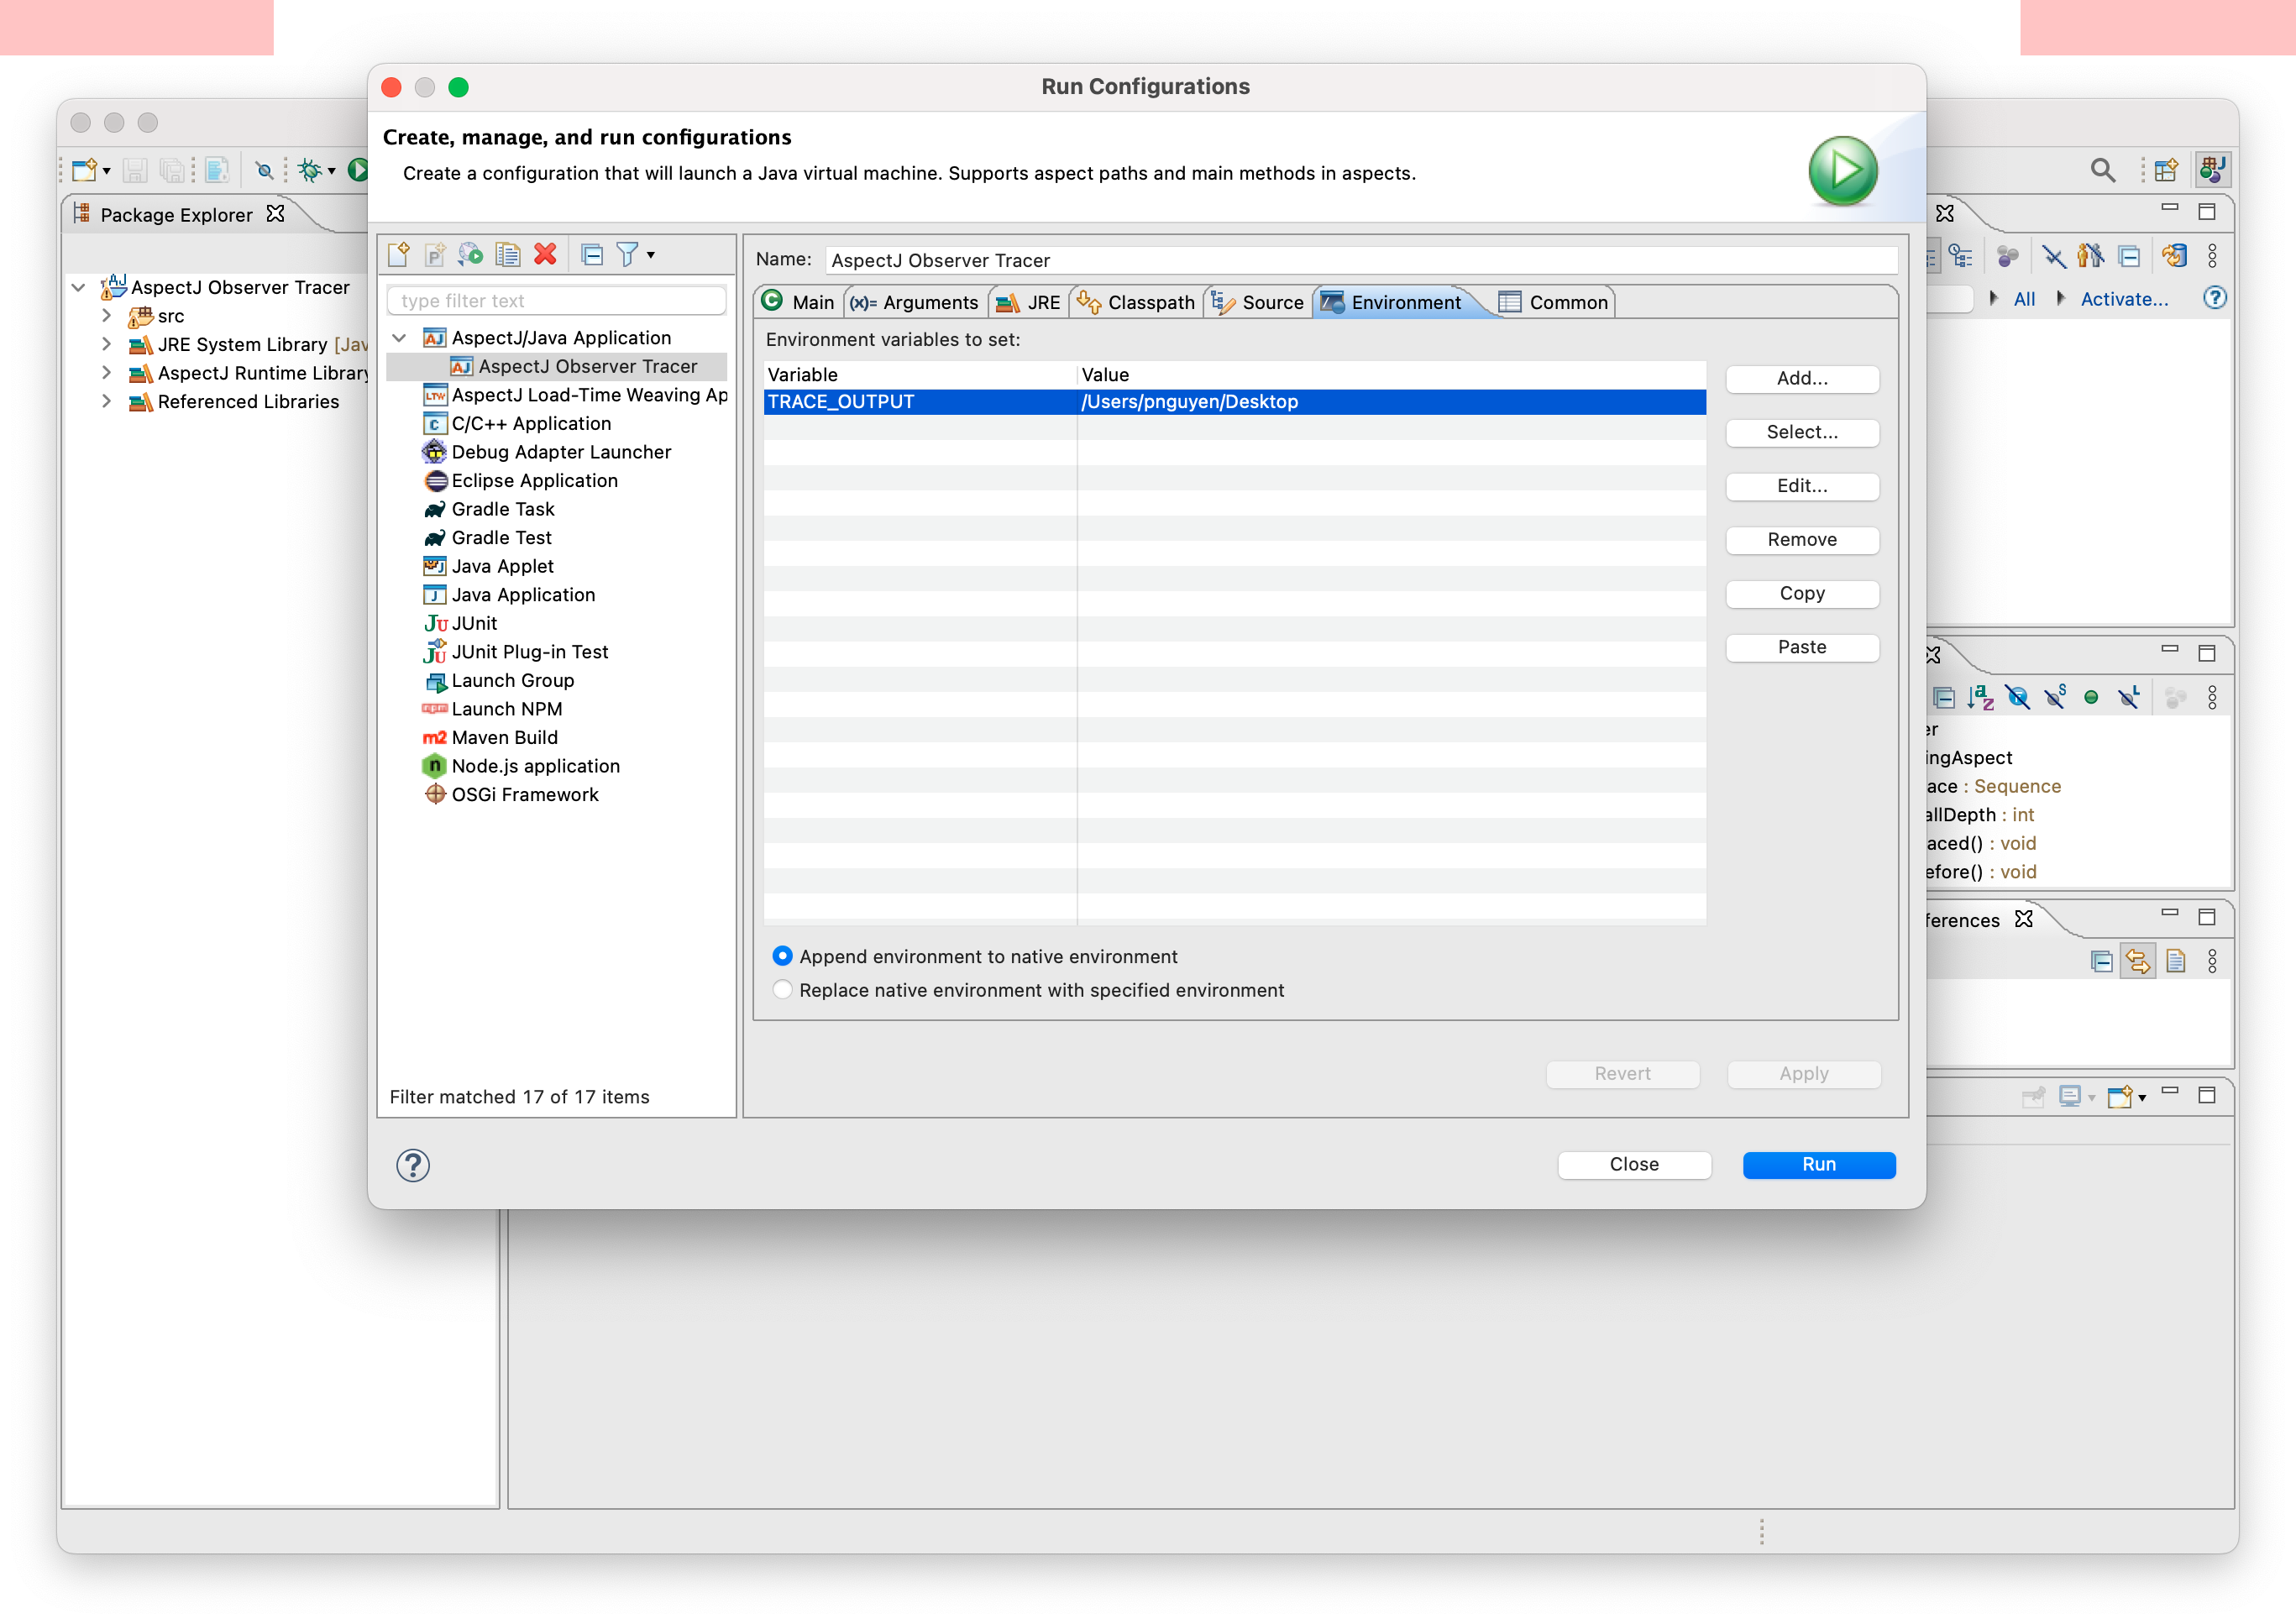 Run Configurations
Create, manage, and run configurations
Create a configuration that will launch a Java virtual machine. Supports aspect paths and main methods in aspects.
Package Explorer
AspectJ Observer Tracer
src
JRE System Library [Jav
AspectJ Runtime Library
Referenced Libraries
type filter text
AspectJ/Java Application
AspectJ Observer Tracer
AspectJ Load-Time Weaving Ap
C/C++ Application
Debug Adapter Launcher
Eclipse Application
Gradle Task
Gradle Test
Java Applet
Java Application
JUnit
JUnit Plug-in Test
Launch Group
Launch NPM
Maven Build
Node.js application
OSGi Framework
Filter matched 17 of 17 items
Name: AspectJ Observer Tracer
Main (x)= Arguments JRE Classpath Source Environment Common
Environment variables to set:
Variable Value
TRACE_OUTPUT /Users/pnguyen/Desktop
Add...
Select...
Edit...
Remove
Copy
Paste
Append environment to native environment
Replace native environment with specified environment
Revert Apply
Close Run
All Activate...
er
ingAspect
ace : Sequence
allDepth : int
aced() : void
efore() : void
ferences